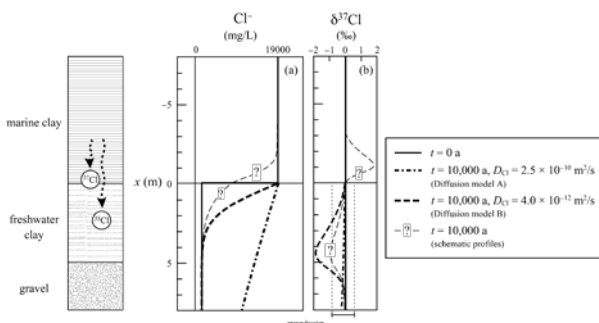 Cl⁻
(mg/L)
0 19000
(a)
δ³⁷Cl
(‰)
-2 -1 0 1 2
(b)
marine clay
³⁷Cl
³⁵Cl
freshwater
clay
gravel
x (m)
-5
0
5
?
?
?
?
t = 0 a
t = 10,000 a, D_Cl = 2.5 × 10⁻¹⁰ m²/s
(Diffusion model A)
t = 10,000 a, D_Cl = 4.0 × 10⁻¹² m²/s
(Diffusion model B)
? t = 10,000 a
(schematic profiles)